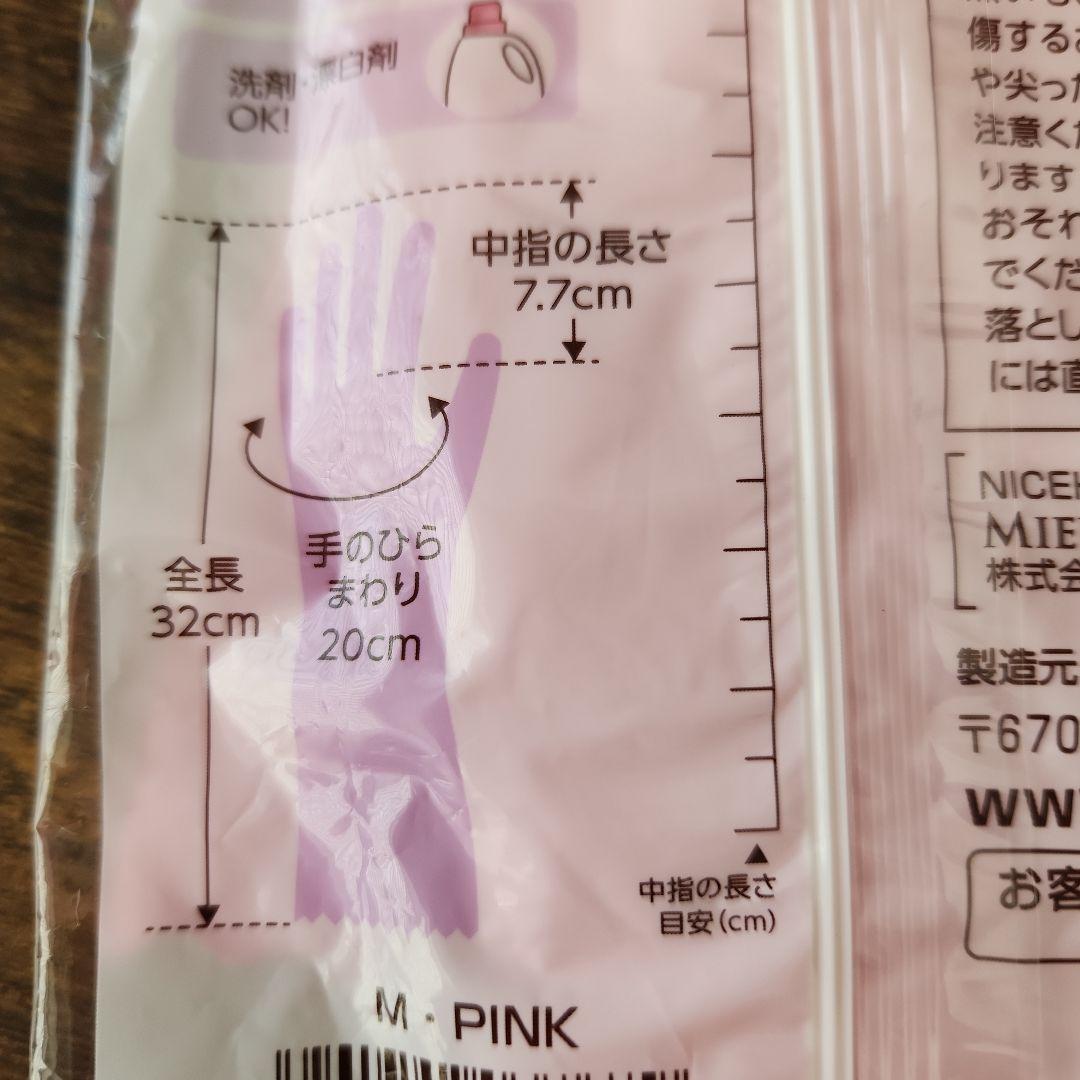 洗剤・漂白剤
OK!
中指の長さ
7.7cm
全長
32cm
手のひら
まわり
20cm
中指の長さ
目安(cm)
M・PINK
傷する
や尖っ
注意く
ります
おそれ
でくだ
落とし
には直
NICE
MIE
株式会
製造元
〒670
WW
お客